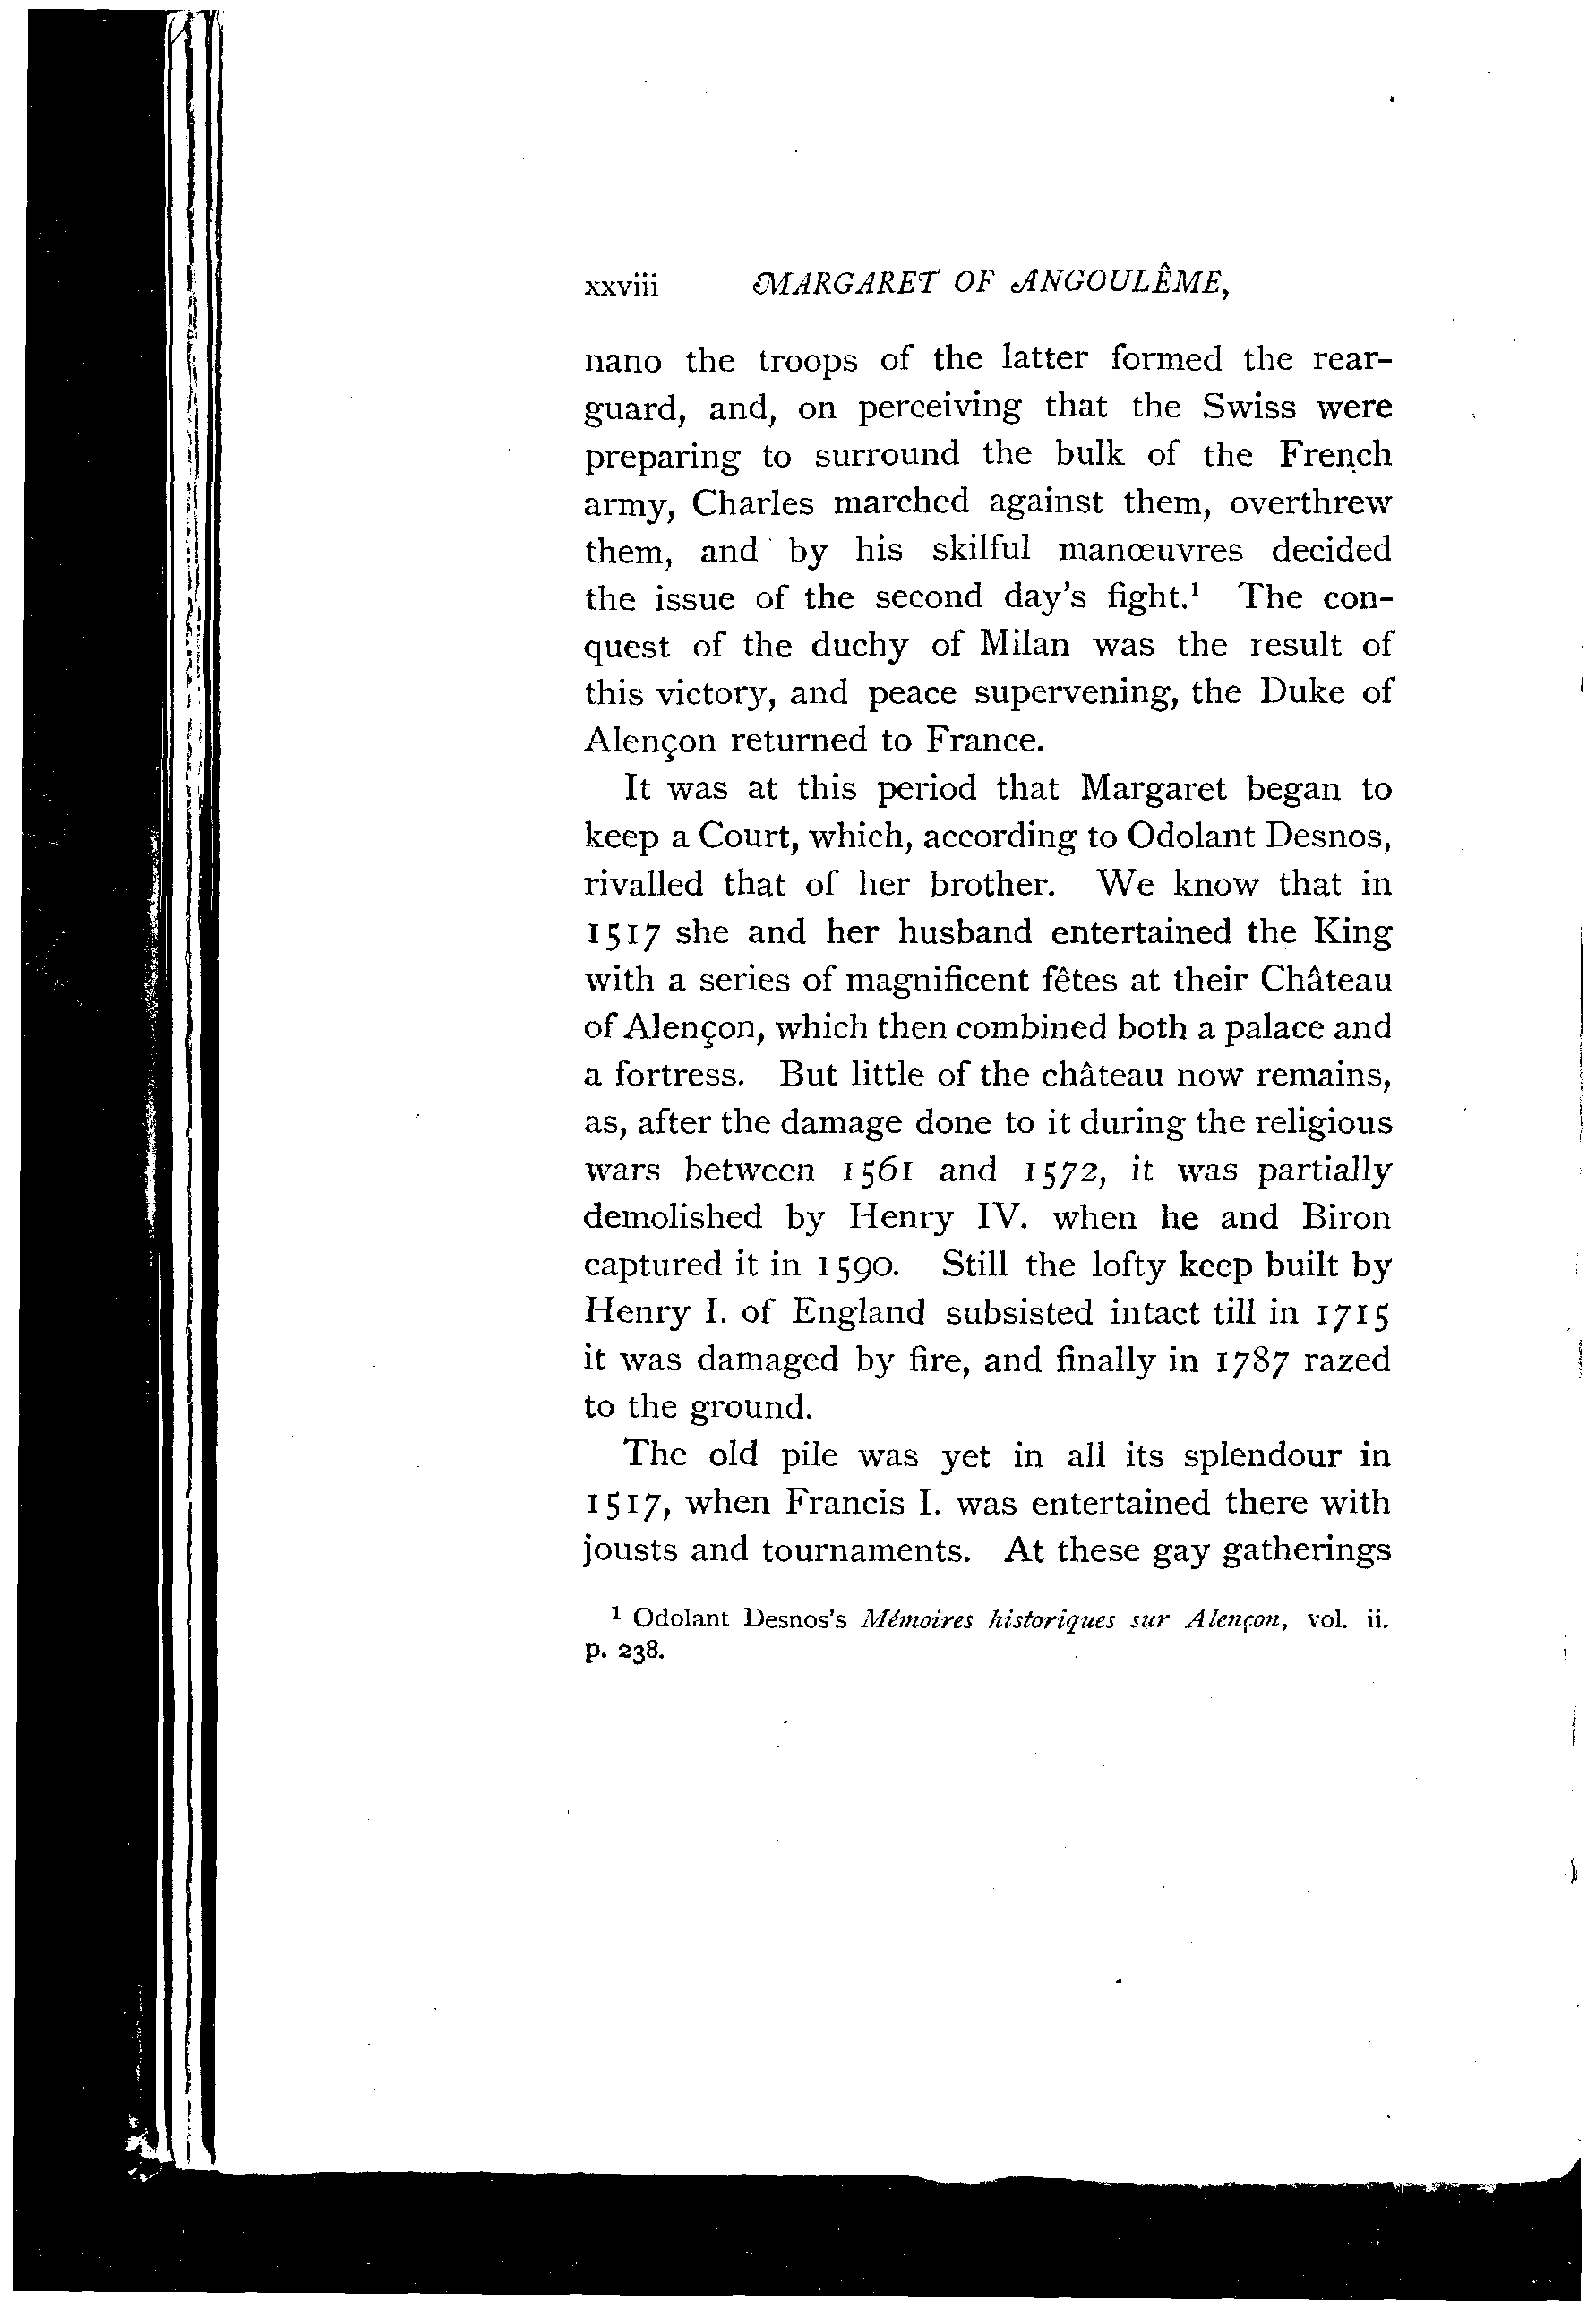 xxviii MARGARET OF ANGOULÊME,
nano the troops of the latter formed the rear-
guard, and, on perceiving that the Swiss were
preparing to surround the bulk of the French
army, Charles marched against them, overthrew
them, and by his skilful manœuvres decided
the issue of the second day's fight.¹ The con-
quest of the duchy of Milan was the result of
this victory, and peace supervening, the Duke of
Alençon returned to France.
It was at this period that Margaret began to
keep a Court, which, according to Odolant Desnos,
rivalled that of her brother. We know that in
1517 she and her husband entertained the King
with a series of magnificent fêtes at their Château
of Alençon, which then combined both a palace and
a fortress. But little of the château now remains,
as, after the damage done to it during the religious
wars between 1561 and 1572, it was partially
demolished by Henry IV. when he and Biron
captured it in 1590. Still the lofty keep built by
Henry I. of England subsisted intact till in 1715
it was damaged by fire, and finally in 1787 razed
to the ground.
The old pile was yet in all its splendour in
1517, when Francis I. was entertained there with
jousts and tournaments. At these gay gatherings
¹ Odolant Desnos's Mémoires historiques sur Alençon, vol. ii.
p. 238.